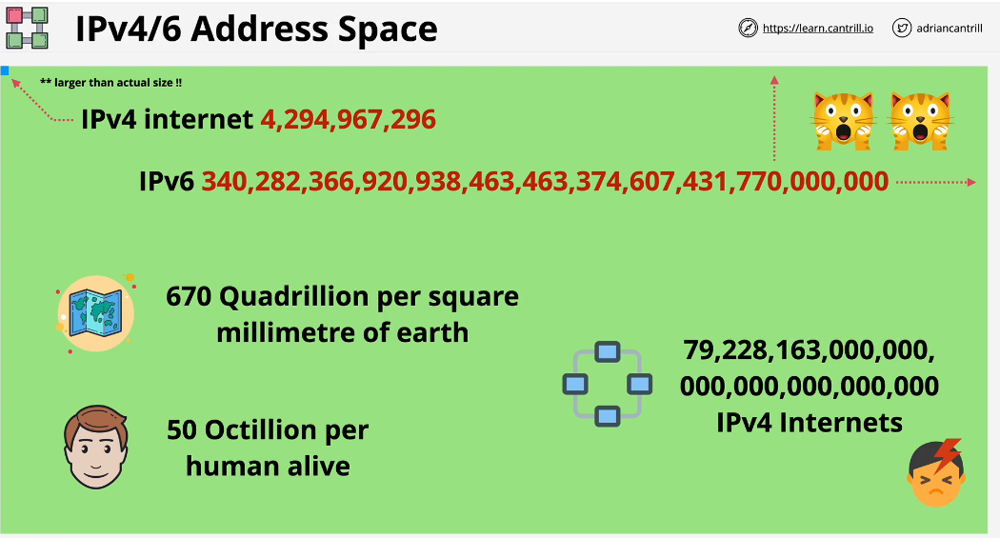 IPv4/6 Address Space
https://learn.cantrill.io
adriancantrill
** larger than actual size !!
IPv4 internet 4,294,967,296
IPv6 340,282,366,920,938,463,463,374,607,431,770,000,000
670 Quadrillion per square
millimetre of earth
79,228,163,000,000,
000,000,000,000,000
IPv4 Internets
50 Octillion per
human alive